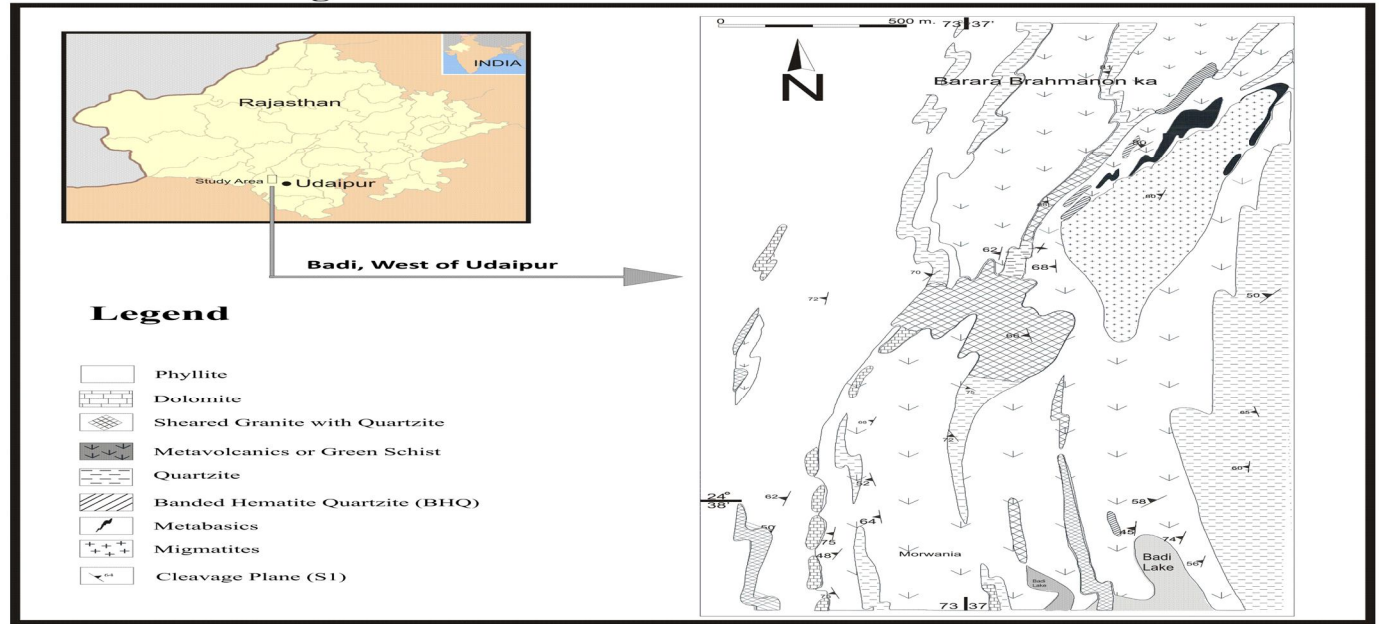 INDIA
Rajasthan
Study Area
Udaipur
Badi, West of Udaipur
Legend
Phyllite
Dolomite
Sheared Granite with Quartzite
Metavolcanics or Green Schist
Quartzite
Banded Hematite Quartzite (BHQ)
Metabasics
Migmatites
64
Cleavage Plane (S1)
0 500 m. 73 37'
N
Barara Brahmanon ka
80
62
68
70
72
50
66
75
65
72
60
52
62
24°
38'
58
64
45
74
75
48
56
Morwania
Badi
Lake
Badi
Lake
73 37'